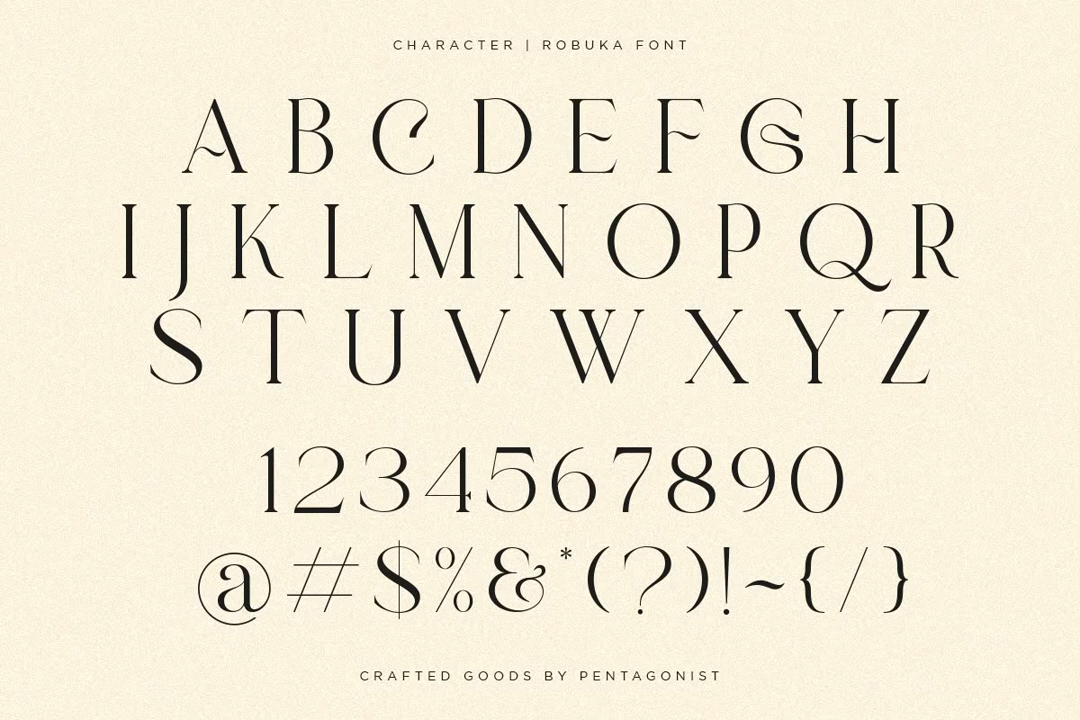 CHARACTER | ROBUKA FONT
A B C D E F G H
I J K L M N O P Q R
S T U V W X Y Z
1234567890
@#$%&*(?)!~{/}
CRAFTED GOODS BY PENTAGONIST